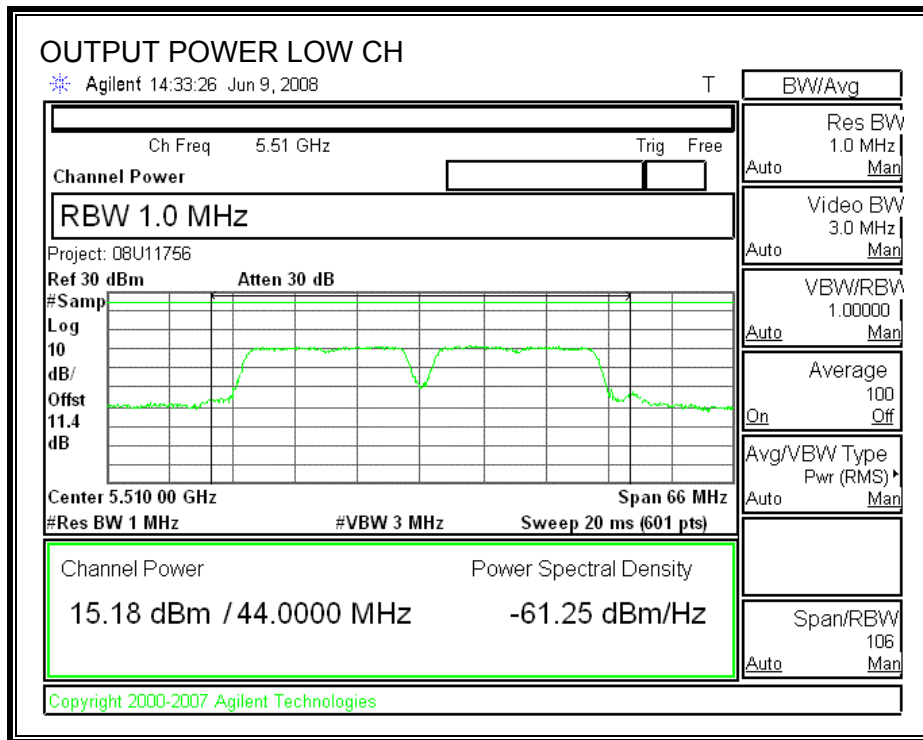 OUTPUT POWER LOW CH
Agilent 14:33:26 Jun 9, 2008 T
Ch Freq 5.51 GHz Trig Free
Channel Power
RBW 1.0 MHz
Project: 08U11756
Ref 30 dBm Atten 30 dB
#Samp
Log
10
dB/
Offst
11.4
dB
Center 5.510 00 GHz Span 66 MHz
#Res BW 1 MHz #VBW 3 MHz Sweep 20 ms (601 pts)
Channel Power Power Spectral Density
15.18 dBm / 44.0000 MHz -61.25 dBm/Hz
Copyright 2000-2007 Agilent Technologies
BW/Avg
Res BW
1.0 MHz
Auto Man
Video BW
3.0 MHz
Auto Man
VBW/RBW
1.00000
Auto Man
Average
100
On Off
Avg/VBW Type
Pwr (RMS)
Auto Man
Span/RBW
106
Auto Man